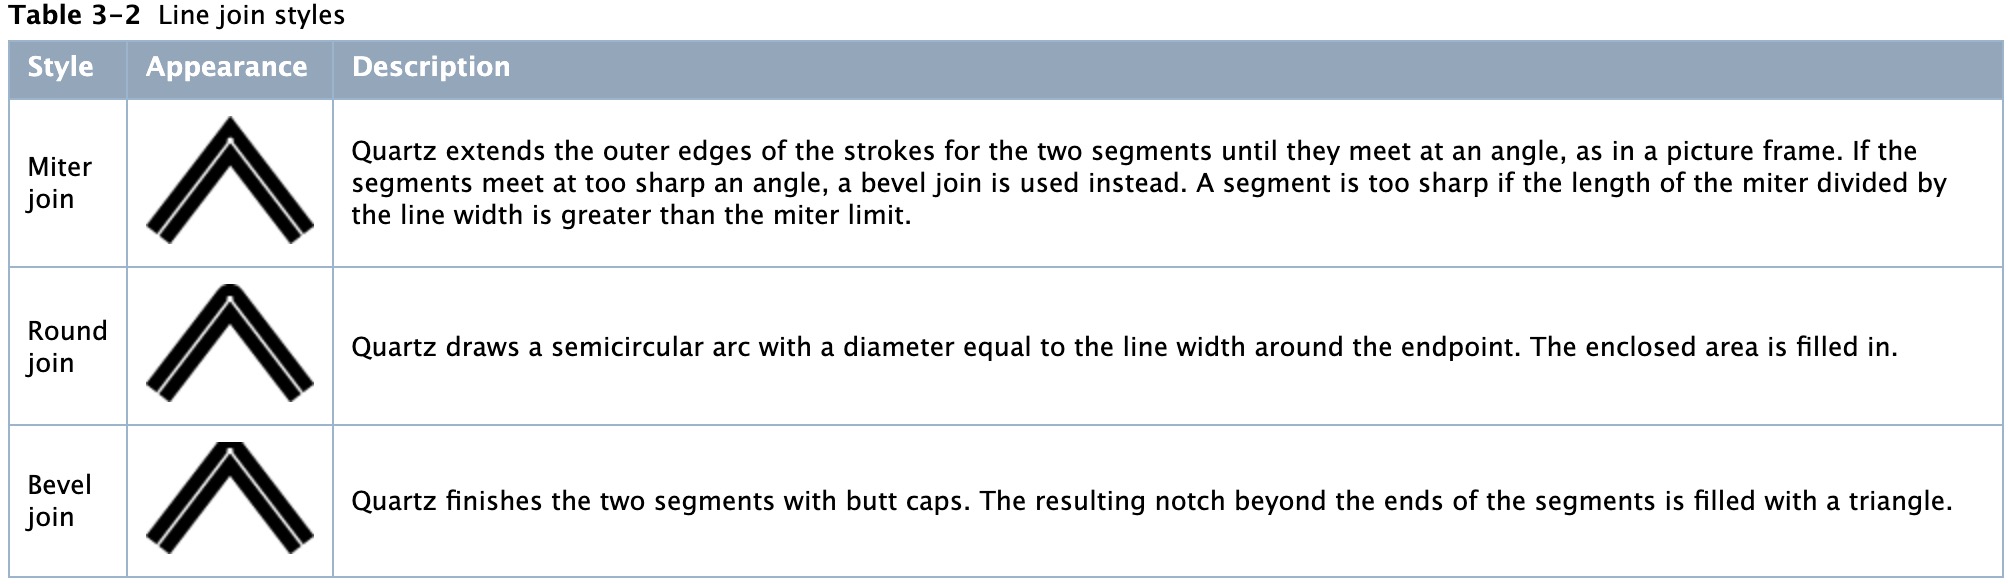 Table 3-2 Line join styles
Style Appearance Description
Miter
join
Quartz extends the outer edges of the strokes for the two segments until they meet at an angle, as in a picture frame. If the
segments meet at too sharp an angle, a bevel join is used instead. A segment is too sharp if the length of the miter divided by
the line width is greater than the miter limit.
Round
join
Quartz draws a semicircular arc with a diameter equal to the line width around the endpoint. The enclosed area is filled in.
Bevel
join
Quartz finishes the two segments with butt caps. The resulting notch beyond the ends of the segments is filled with a triangle.